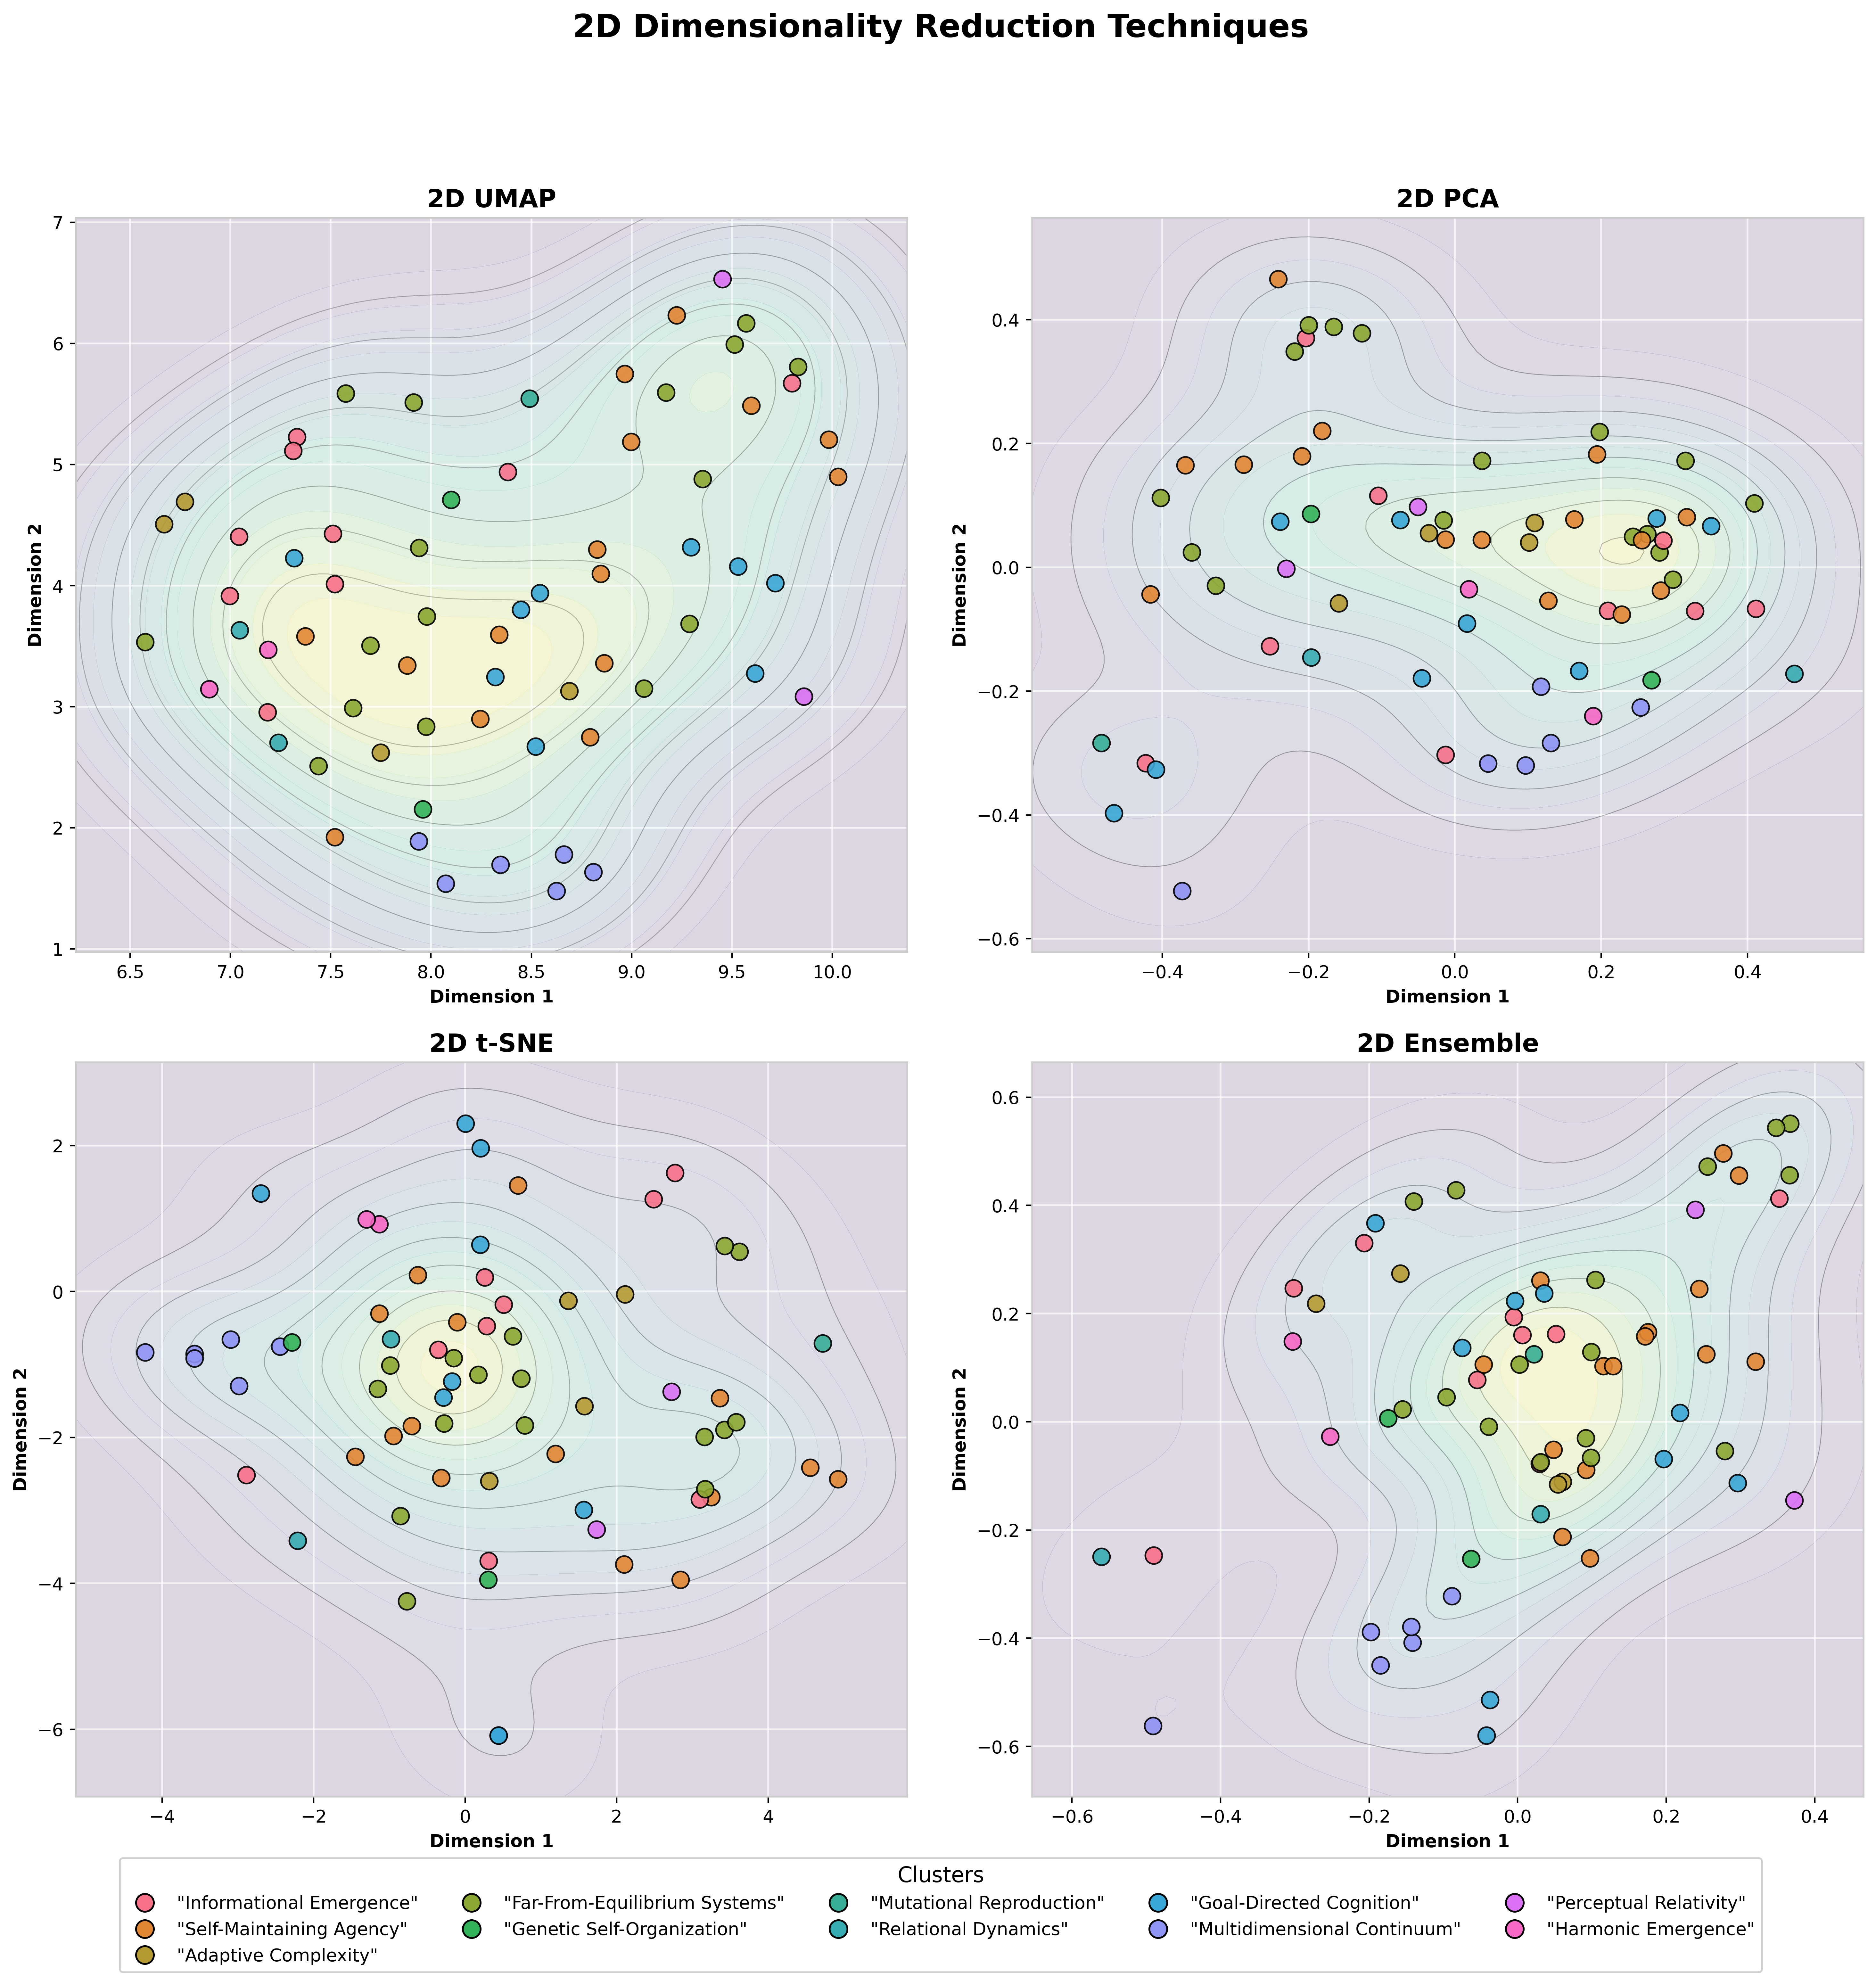 2D Dimensionality Reduction Techniques
2D UMAP
7
6
5
4
3
2
1
Dimension 2
6.5 7.0 7.5 8.0 8.5 9.0 9.5 10.0
Dimension 1
2D PCA
0.4
0.2
0.0
−0.2
−0.4
−0.6
Dimension 2
−0.4 −0.2 0.0 0.2 0.4
Dimension 1
2D t-SNE
2
0
−2
−4
−6
Dimension 2
−4 −2 0 2 4
Dimension 1
2D Ensemble
0.6
0.4
0.2
0.0
−0.2
−0.4
−0.6
Dimension 2
−0.6 −0.4 −0.2 0.0 0.2 0.4
Dimension 1
Clusters
"Informational Emergence" "Far-From-Equilibrium Systems" "Mutational Reproduction" "Goal-Directed Cognition" "Perceptual Relativity"
"Self-Maintaining Agency" "Genetic Self-Organization" "Relational Dynamics" "Multidimensional Continuum" "Harmonic Emergence"
"Adaptive Complexity"